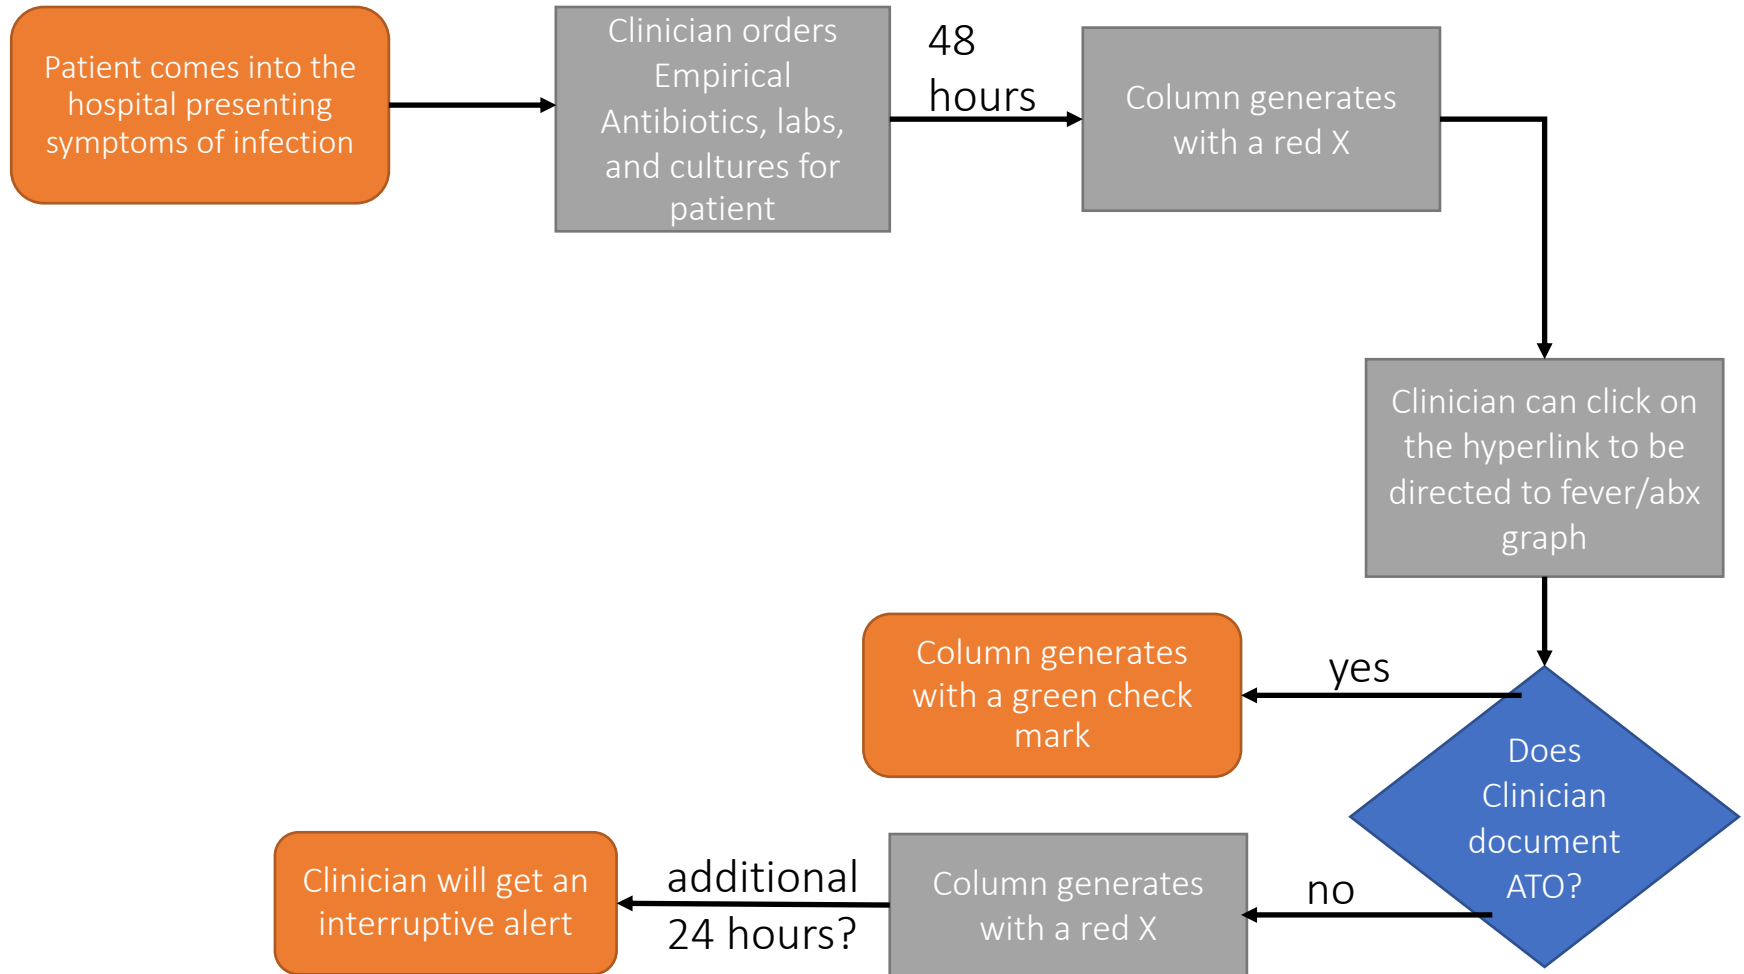 Patient comes into the
hospital presenting
symptoms of infection
Clinician orders
Empirical
Antibiotics, labs,
and cultures for
patient
48
hours
Column generates
with a red X
Clinician can click on
the hyperlink to be
directed to fever/abx
graph
Does
Clinician
document
ATO?
yes
Column generates
with a green check
mark
no
Column generates
with a red X
additional
24 hours?
Clinician will get an
interruptive alert